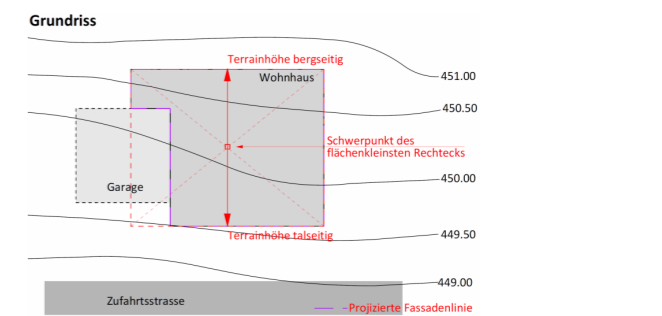 Grundriss
Terrainhöhe bergseitig
Wohnhaus
451.00
450.50
Schwerpunkt des
flächenkleinsten Rechtecks
450.00
Garage
Terrainhöhe talseitig
449.50
449.00
Zufahrtsstrasse
Projizierte Fassadenlinie